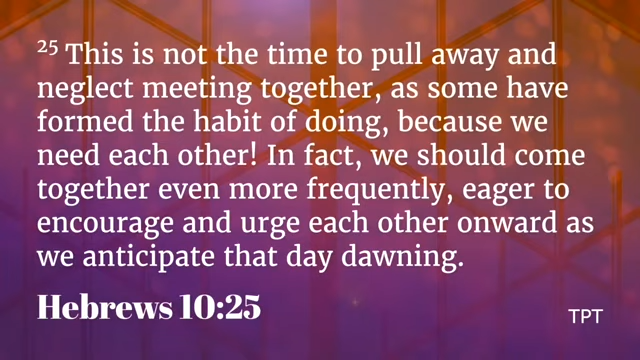 25 This is not the time to pull away and
neglect meeting together, as some have
formed the habit of doing, because we
need each other! In fact, we should come
together even more frequently, eager to
encourage and urge each other onward as
we anticipate that day dawning.
Hebrews 10:25
TPT